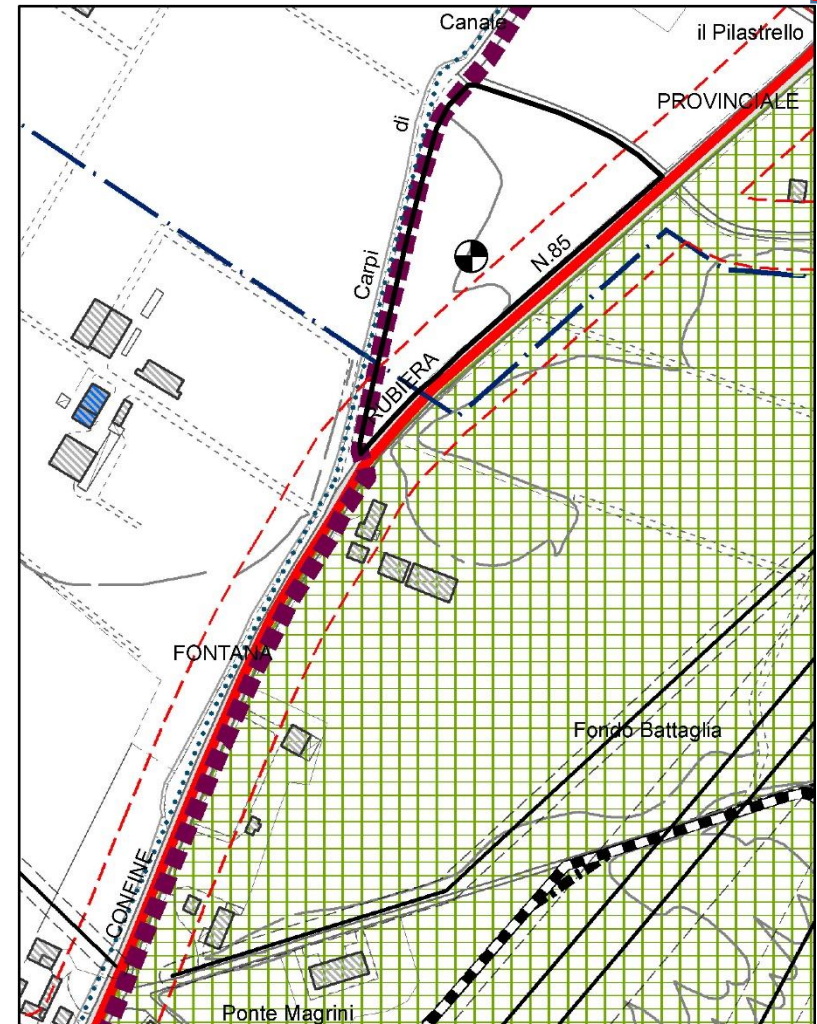 Canale
il Pilastrello
PROVINCIALE
di
Carpi
N.85
RUBIERA
FONTANA
Fondo Battaglia
CONFINE
Ponte Magrini